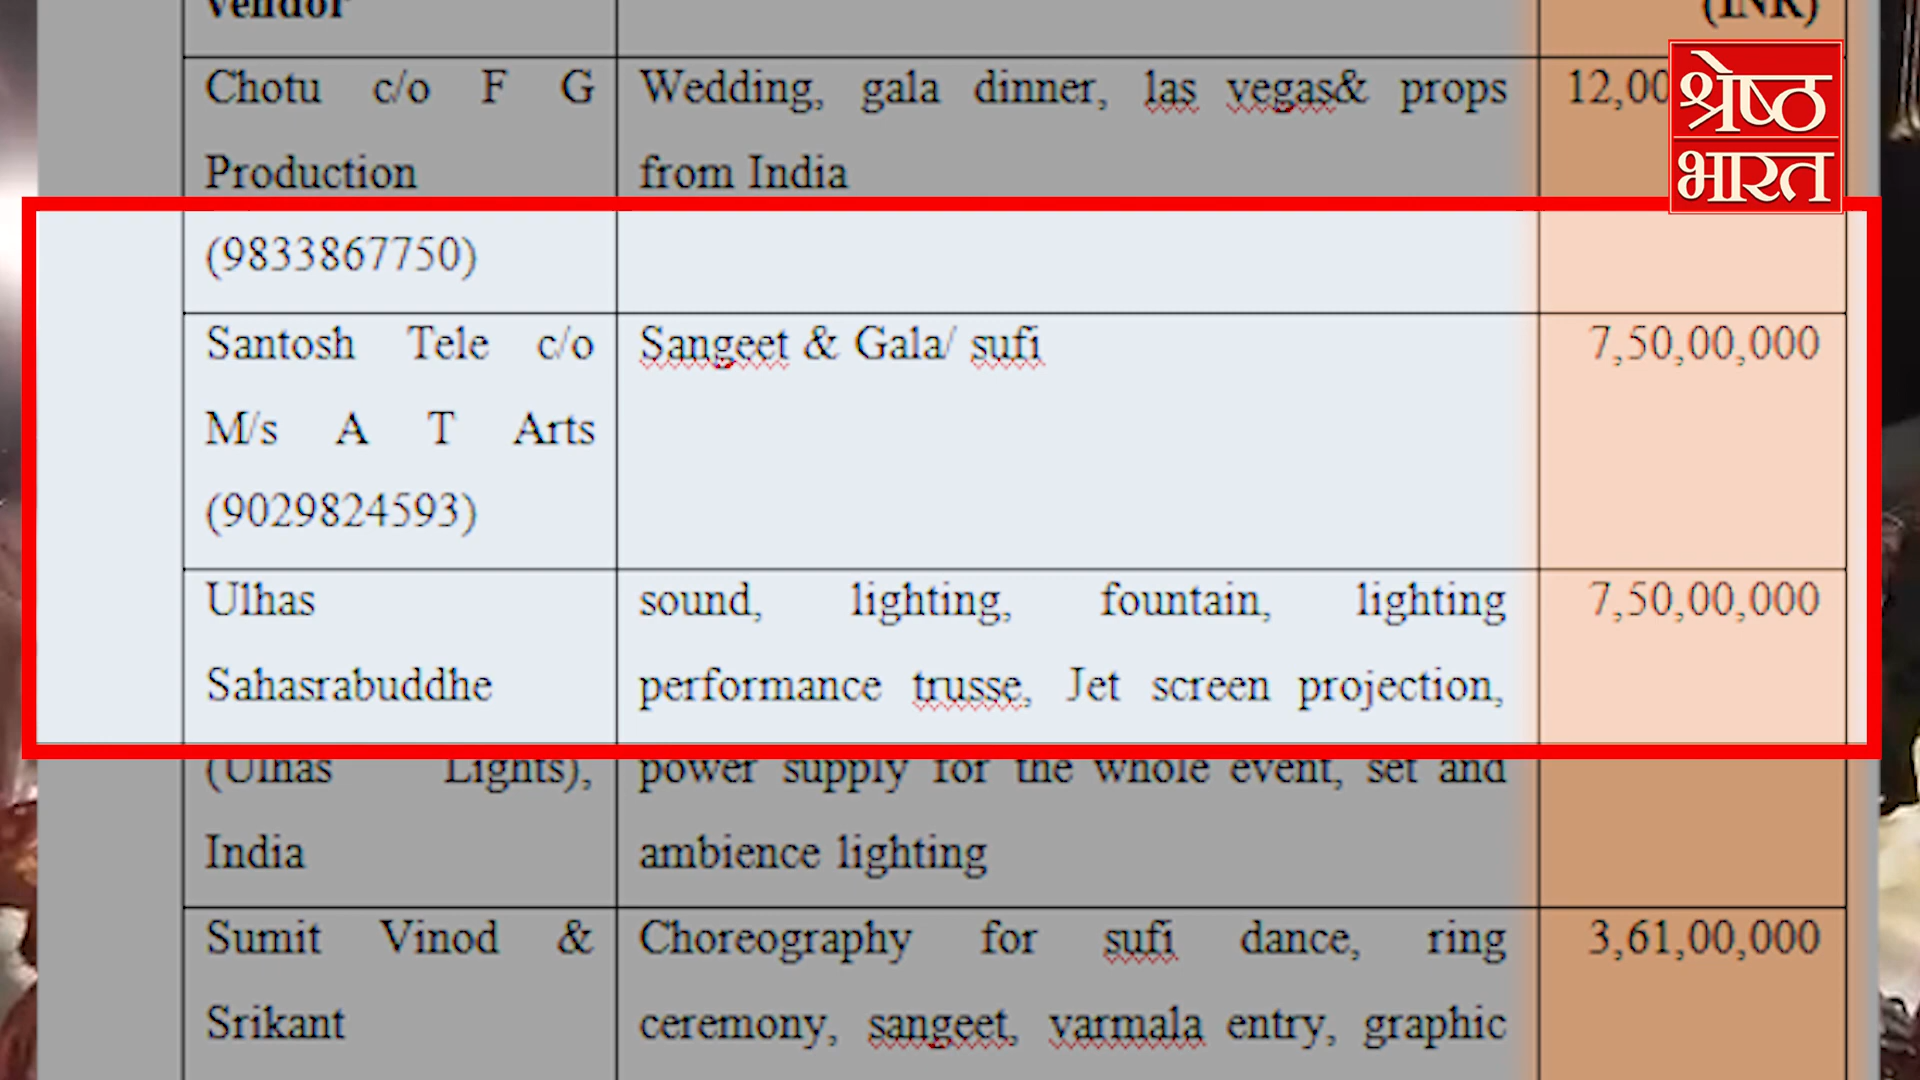 Vendor (INR)
Chotu c/o F G Wedding, gala dinner, las vegas& props 12,00
Production from India
(9833867750)
Santosh Tele c/o Sangeet & Gala/ sufi 7,50,00,000
M/s A T Arts
(9029824593)
Ulhas sound, lighting, fountain, lighting 7,50,00,000
Sahasrabuddhe performance trusse, Jet screen projection,
(Ulhas Lights), power supply for the whole event, set and
India ambience lighting
Sumit Vinod & Choreography for sufi dance, ring 3,61,00,000
Srikant ceremony, sangeet, varmala entry, graphic
श्रेष्ठ
भारत